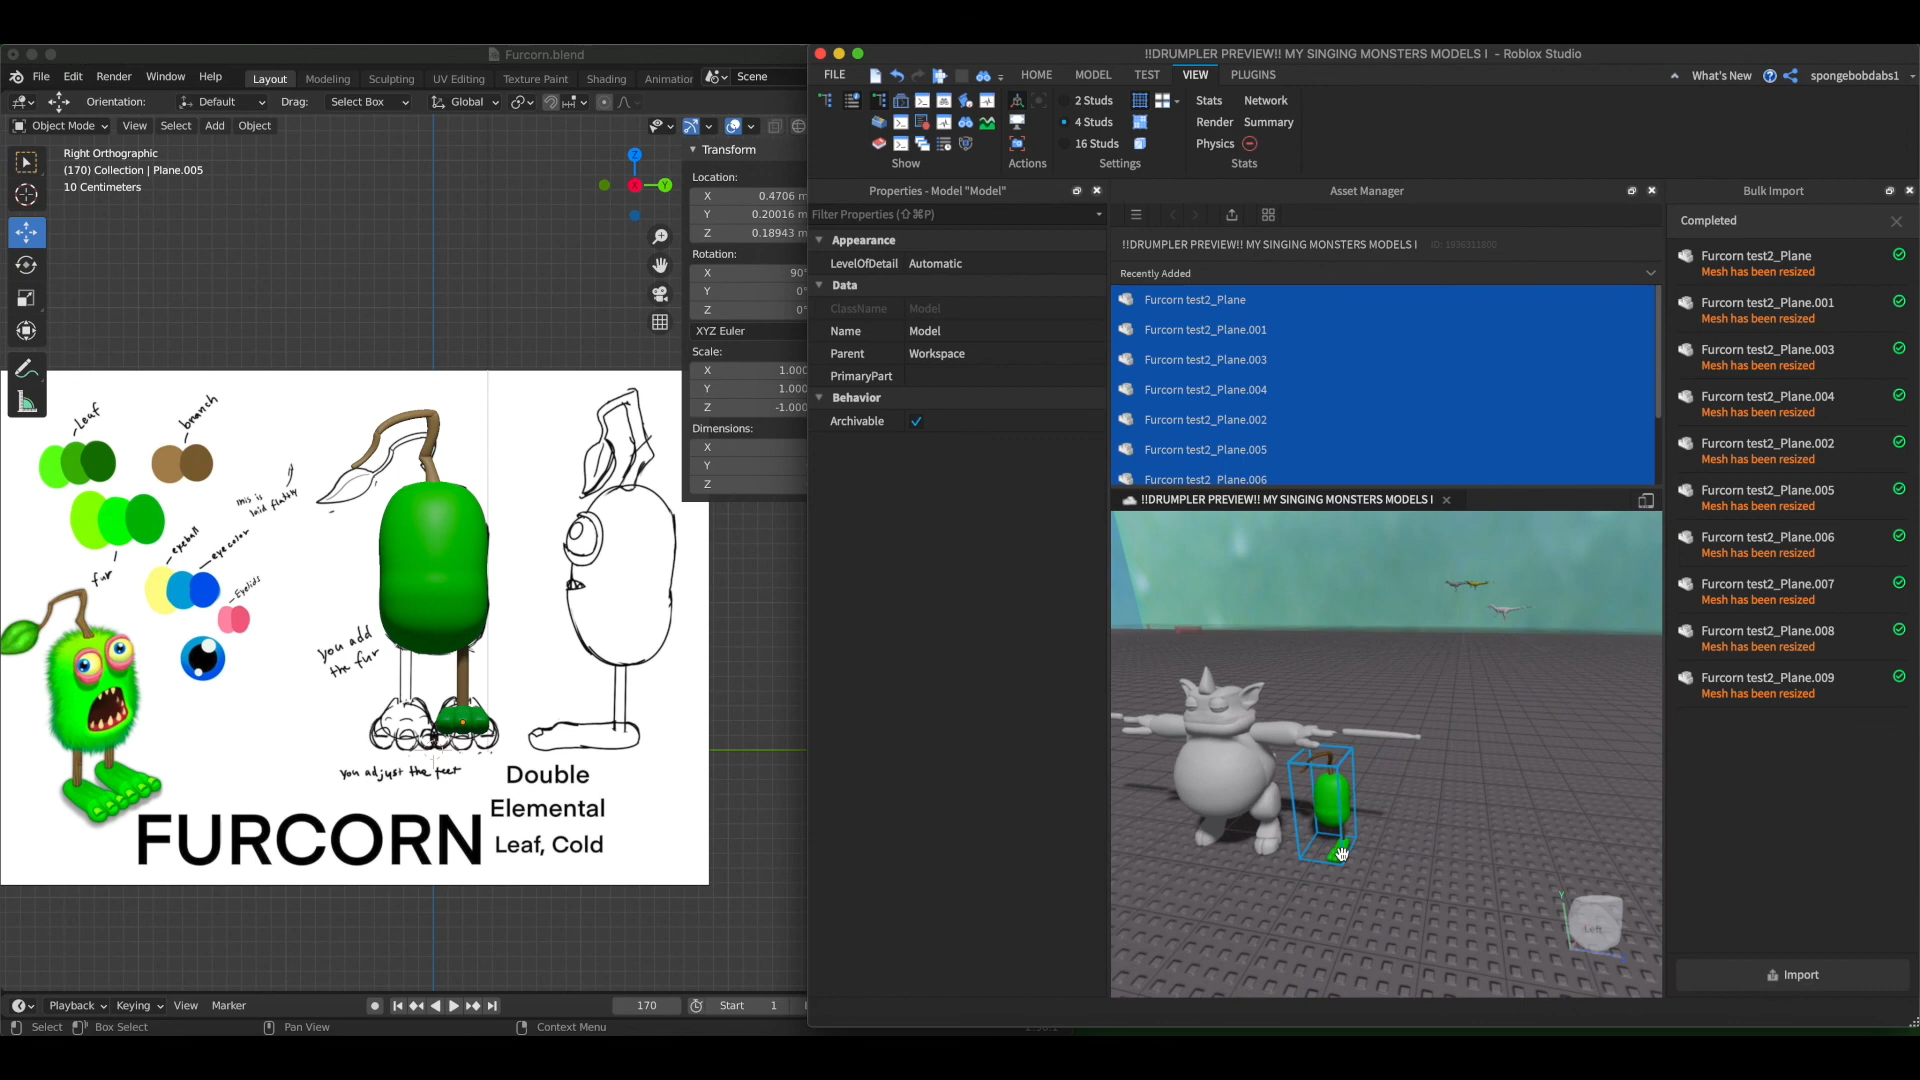 Furcorn.blend
File Edit Render Window Help Layout Modeling Sculpting UV Editing Texture Paint Shading Animation Scene
Orientation: Default Drag: Select Box Global
Object Mode View Select Add Object
Right Orthographic
(170) Collection | Plane.005
10 Centimeters
Z
X
Y
Transform
Location:
X 0.4706 m
Y 0.20016 m
Z 0.18943 m
Rotation:
X 90°
Y 0°
Z 0°
XYZ Euler
Scale:
X 1.000
Y 1.000
Z -1.000
Dimensions:
X
Y
Z
leaf
branch
this is laid flatter
eyeball
eyecolor
fur
Eyelids
you add
the fur
you adjust the feet
FURCORN
Double
Elemental
Leaf, Cold
Playback Keying View Marker 170 Start 1
Select Box Select Pan View Context Menu
!!DRUMPLER PREVIEW!! MY SINGING MONSTERS MODELS I - Roblox Studio
FILE HOME MODEL TEST VIEW PLUGINS What's New spongebobdabs1
2 Studs Stats Network
4 Studs Render Summary
16 Studs Physics
Show Actions Settings Stats
Properties - Model "Model"
Filter Properties (⇧⌘P)
Appearance
LevelOfDetail Automatic
Data
ClassName Model
Name Model
Parent Workspace
PrimaryPart
Behavior
Archivable
Asset Manager
!!DRUMPLER PREVIEW!! MY SINGING MONSTERS MODELS I ID: 1936311800
Recently Added
Furcorn test2_Plane
Furcorn test2_Plane.001
Furcorn test2_Plane.003
Furcorn test2_Plane.004
Furcorn test2_Plane.002
Furcorn test2_Plane.005
Furcorn test2_Plane.006
!!DRUMPLER PREVIEW!! MY SINGING MONSTERS MODELS I
Y
Left
Bulk Import
Completed
Furcorn test2_Plane
Mesh has been resized
Furcorn test2_Plane.001
Mesh has been resized
Furcorn test2_Plane.003
Mesh has been resized
Furcorn test2_Plane.004
Mesh has been resized
Furcorn test2_Plane.002
Mesh has been resized
Furcorn test2_Plane.005
Mesh has been resized
Furcorn test2_Plane.006
Mesh has been resized
Furcorn test2_Plane.007
Mesh has been resized
Furcorn test2_Plane.008
Mesh has been resized
Furcorn test2_Plane.009
Mesh has been resized
Import